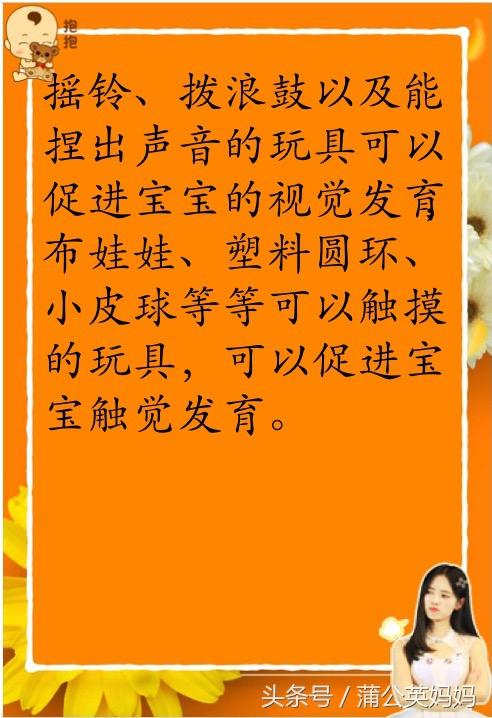 抱抱
摇铃、拨浪鼓以及能
捏出声音的玩具可以
促进宝宝的视觉发育，
布娃娃、塑料圆环、
小皮球等等可以触摸
的玩具，可以促进宝
宝触觉发育。
头条号／蒲公英妈妈